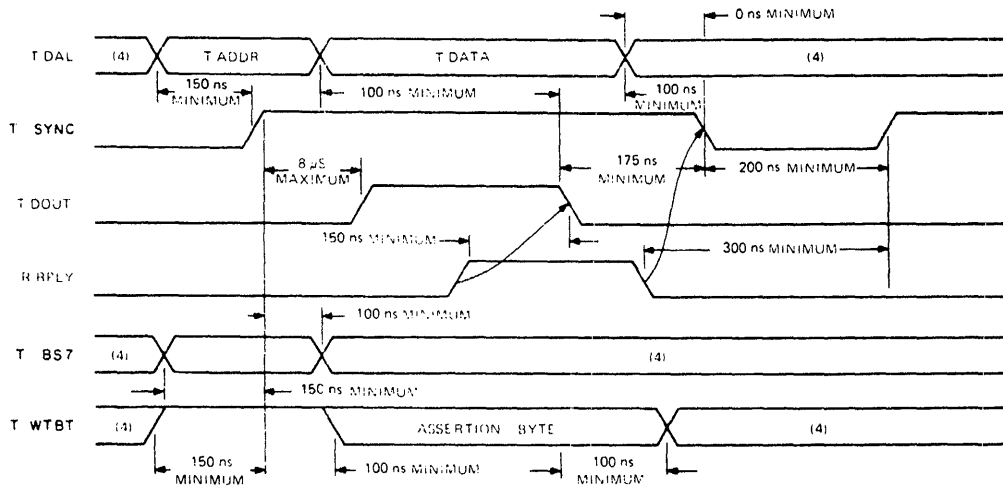 0 ns MINIMUM
T DAL (4) T ADDR T DATA (4)
150 ns MINIMUM
100 ns MINIMUM
100 ns MINIMUM
T SYNC
8 µS MAXIMUM
175 ns MINIMUM
200 ns MINIMUM
T DOUT
150 ns MINIMUM
300 ns MINIMUM
R RPLY
100 ns MINIMUM
T BS7 (4) (4)
150 ns MINIMUM
T WTBT (4) ASSERTION BYTE (4)
150 ns MINIMUM
100 ns MINIMUM
100 ns MINIMUM